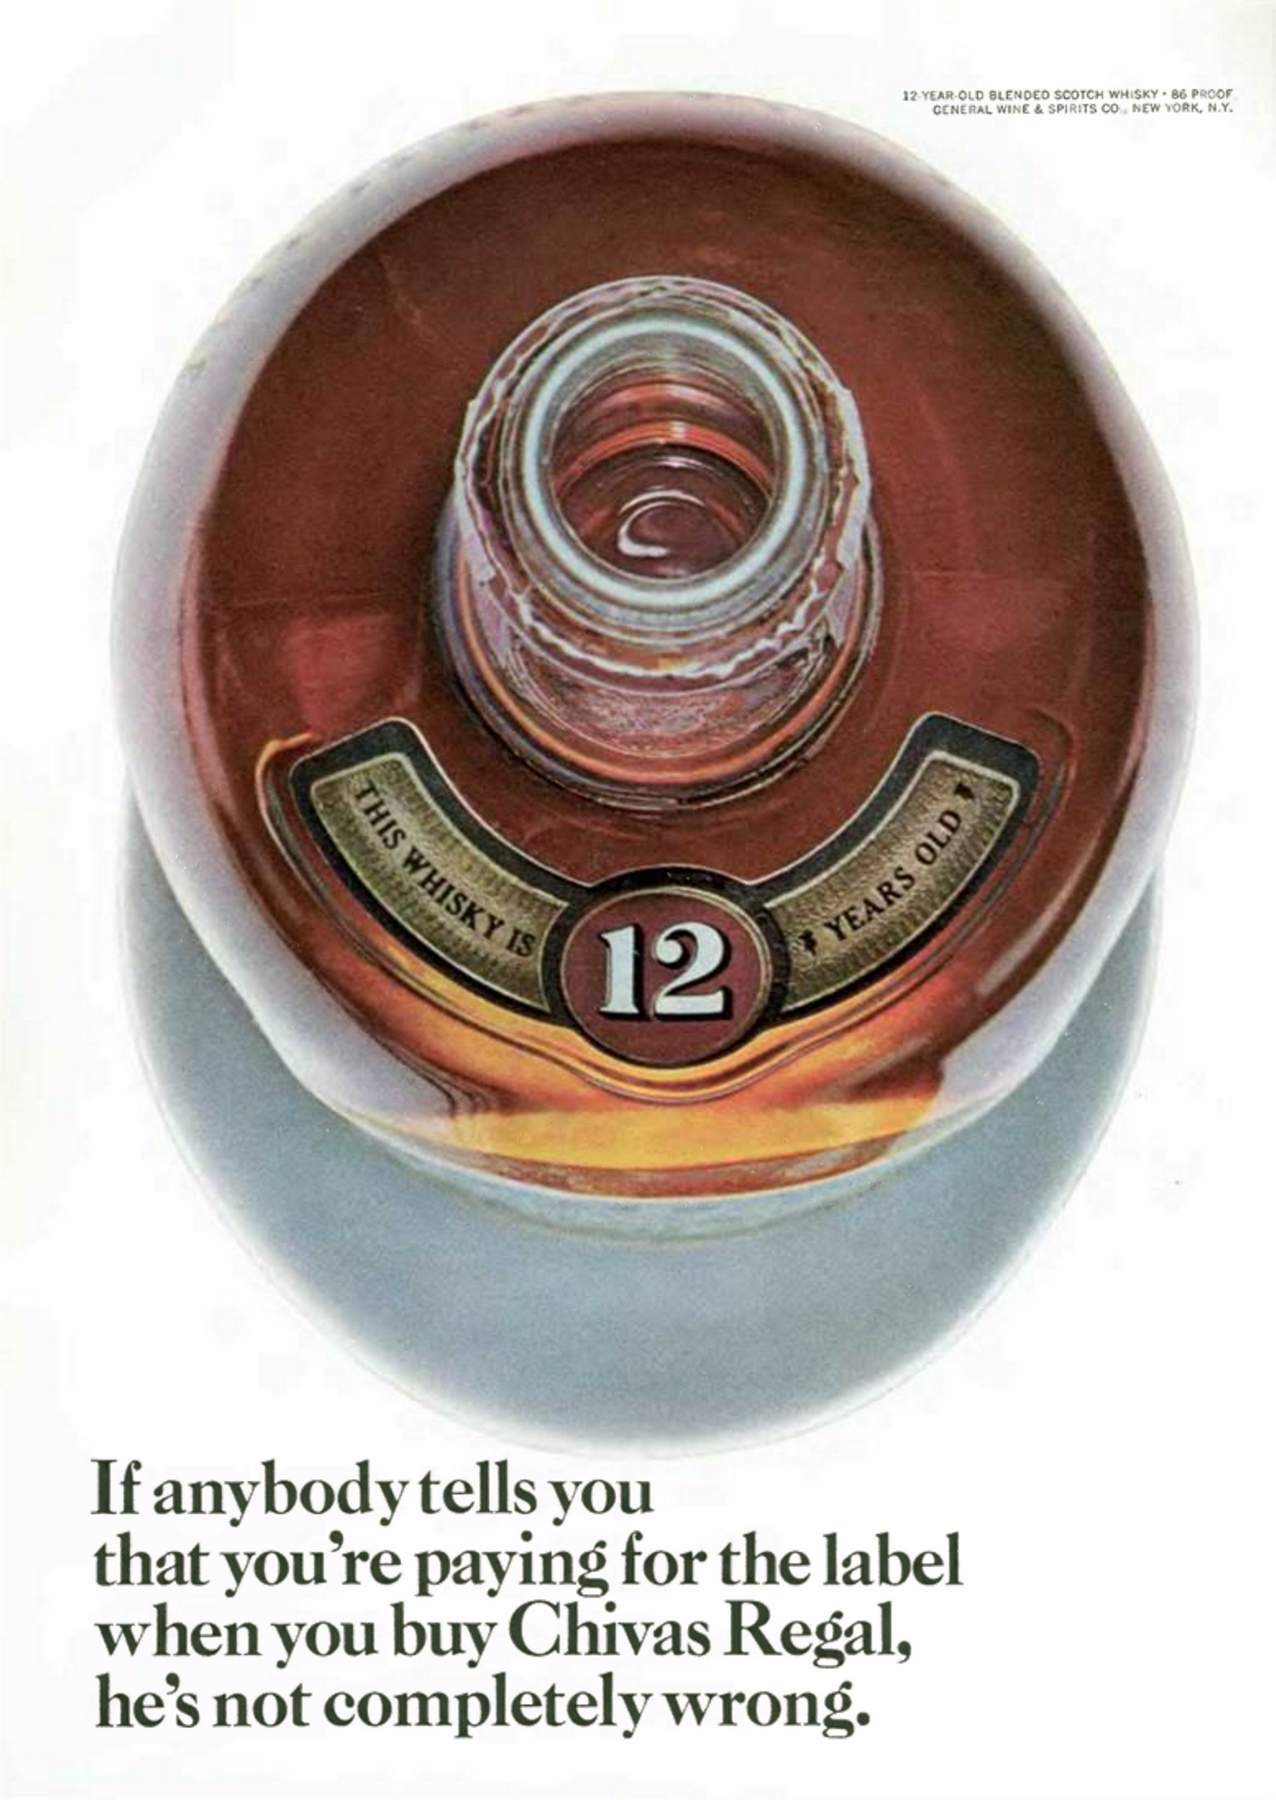 12-YEAR-OLD BLENDED SCOTCH WHISKY • 86 PROOF
GENERAL WINE & SPIRITS CO., NEW YORK, N.Y.
THIS WHISKY IS
12
YEARS OLD
If anybody tells you
that you're paying for the label
when you buy Chivas Regal,
he's not completely wrong.